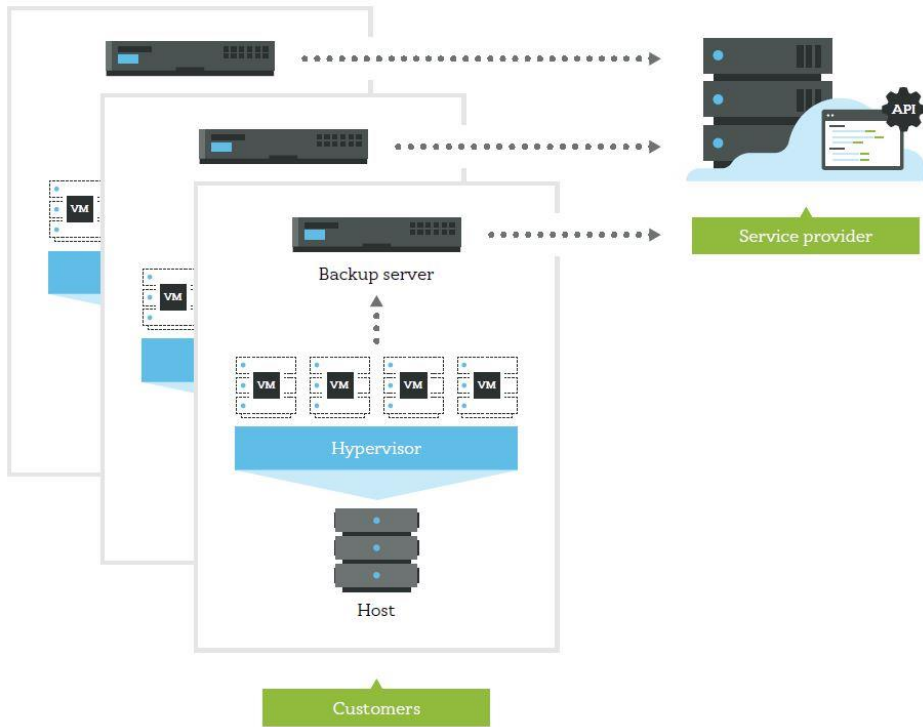 API
Service provider
VM
Backup server
VM
VM VM VM VM
Hypervisor
Host
Customers